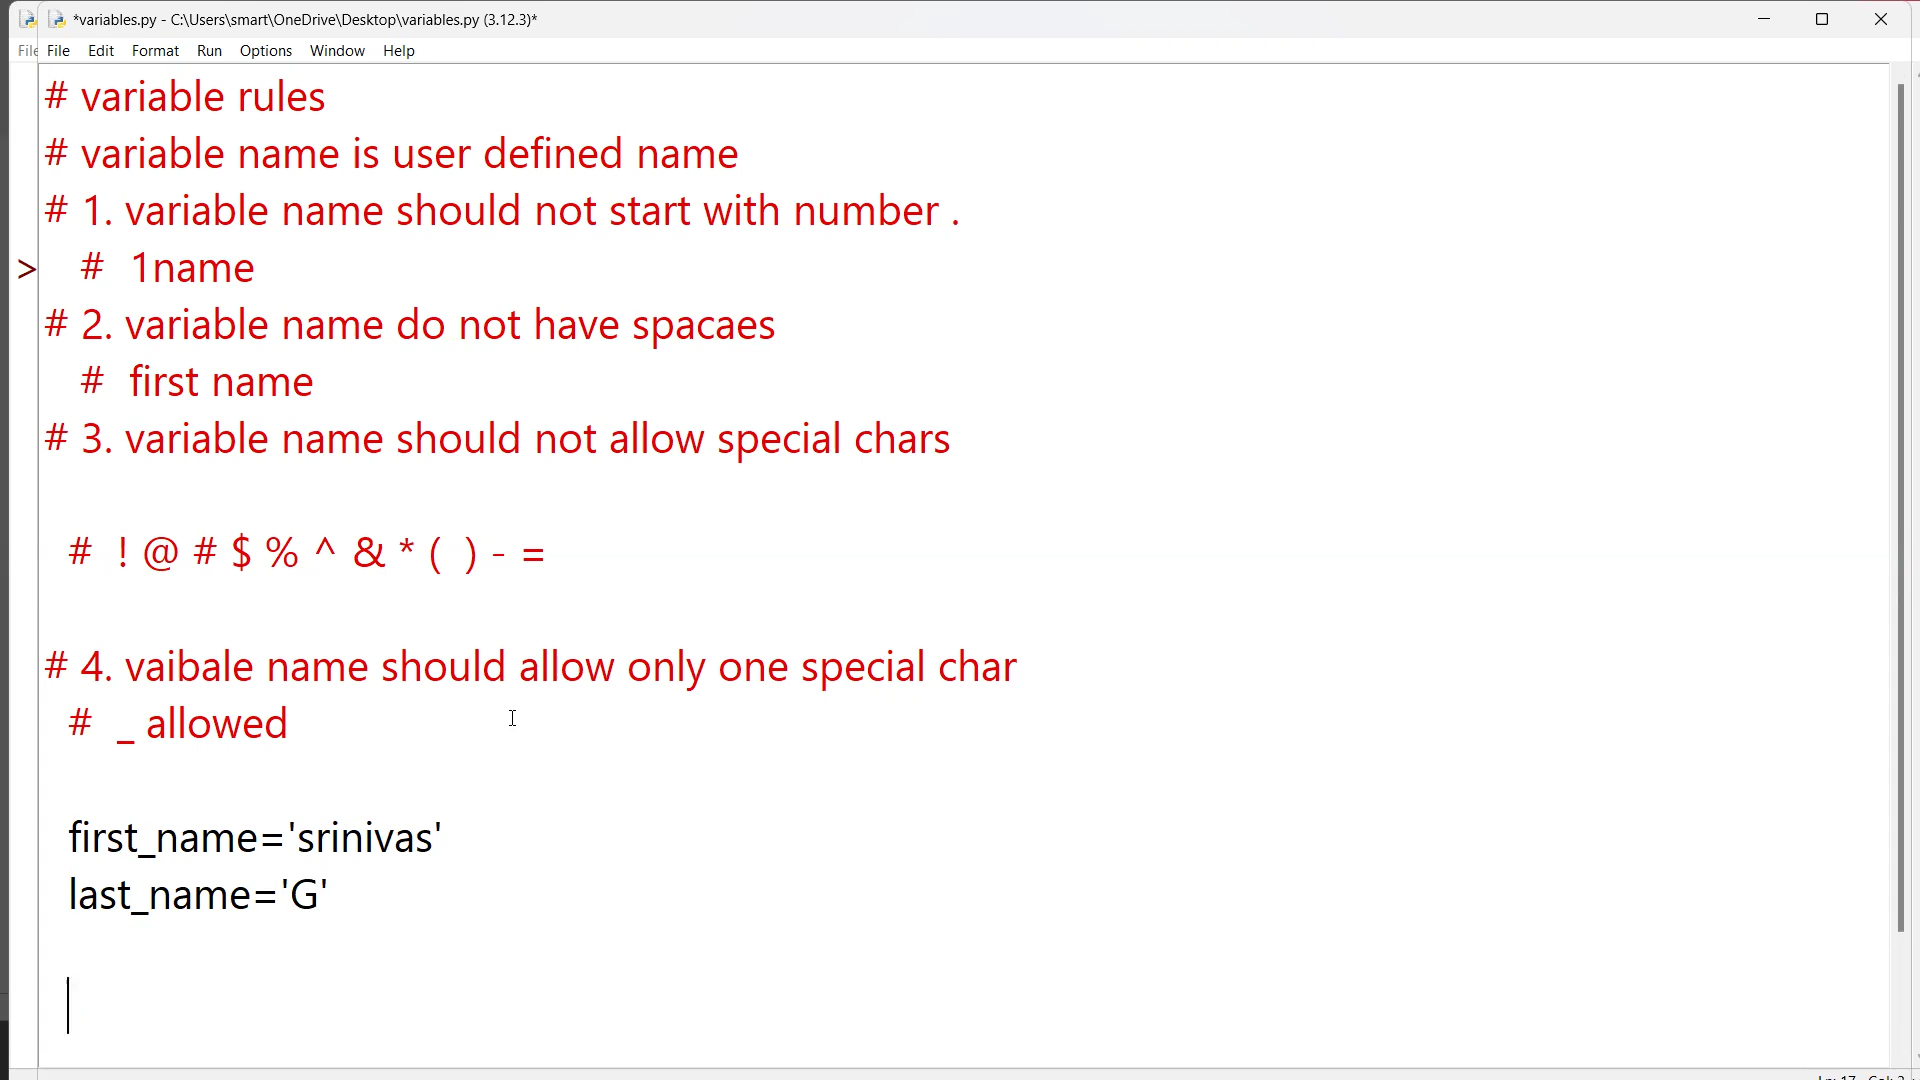 *variables.py - C:\Users\smart\OneDrive\Desktop\variables.py (3.12.3)*
File Edit Format Run Options Window Help
# variable rules
# variable name is user defined name
# 1. variable name should not start with number .
> # 1name
# 2. variable name do not have spacaes
# first name
# 3. variable name should not allow special chars
# ! @ # $ % ^ & * ( ) - =
# 4. vaibale name should allow only one special char
# _ allowed
first_name='srinivas'
last_name='G'